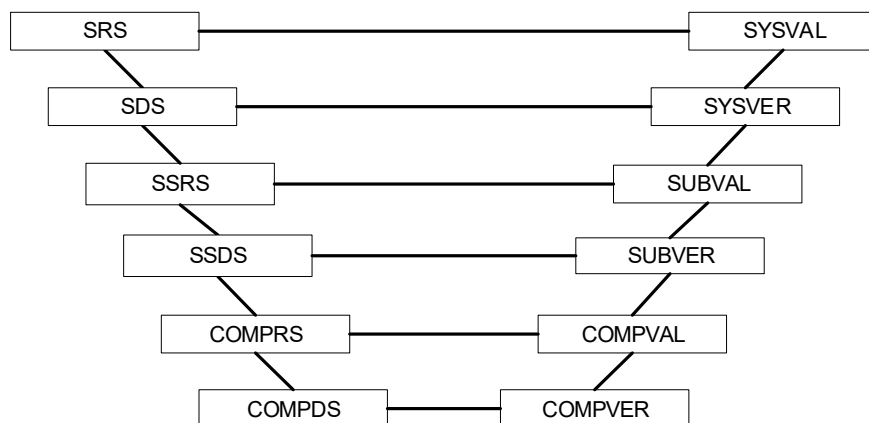 SRS
SYSVAL
SDS
SYSVER
SSRS
SUBVAL
SSDS
SUBVER
COMPRS
COMPVAL
COMPDS
COMPVER